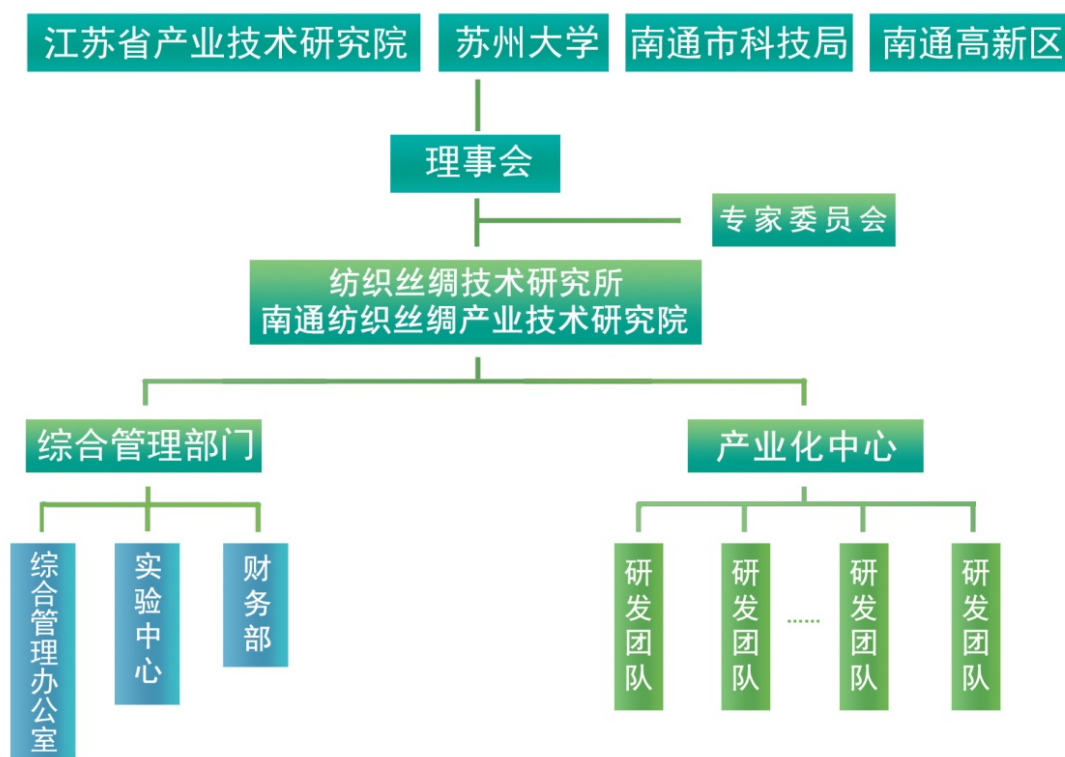 江苏省产业技术研究院
苏州大学
南通市科技局
南通高新区
理事会
专家委员会
纺织丝绸技术研究所
南通纺织丝绸产业技术研究院
综合管理部门
产业化中心
综合管理办公室
实验中心
财务部
研发团队
研发团队
......
研发团队
研发团队